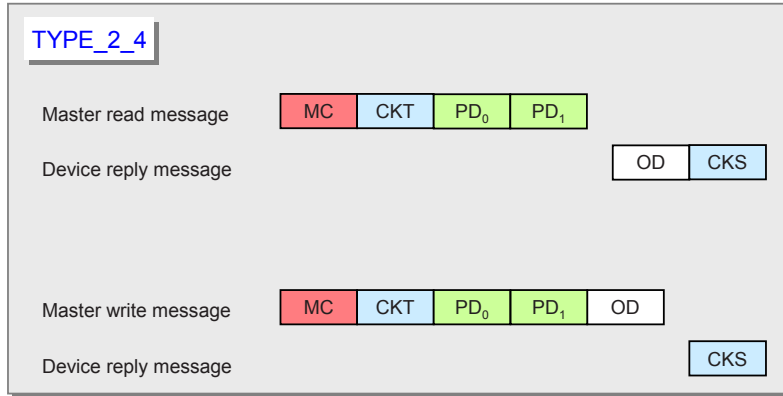 TYPE_2_4
Master read message MC CKT PD₀ PD₁
Device reply message OD CKS
Master write message MC CKT PD₀ PD₁ OD
Device reply message CKS